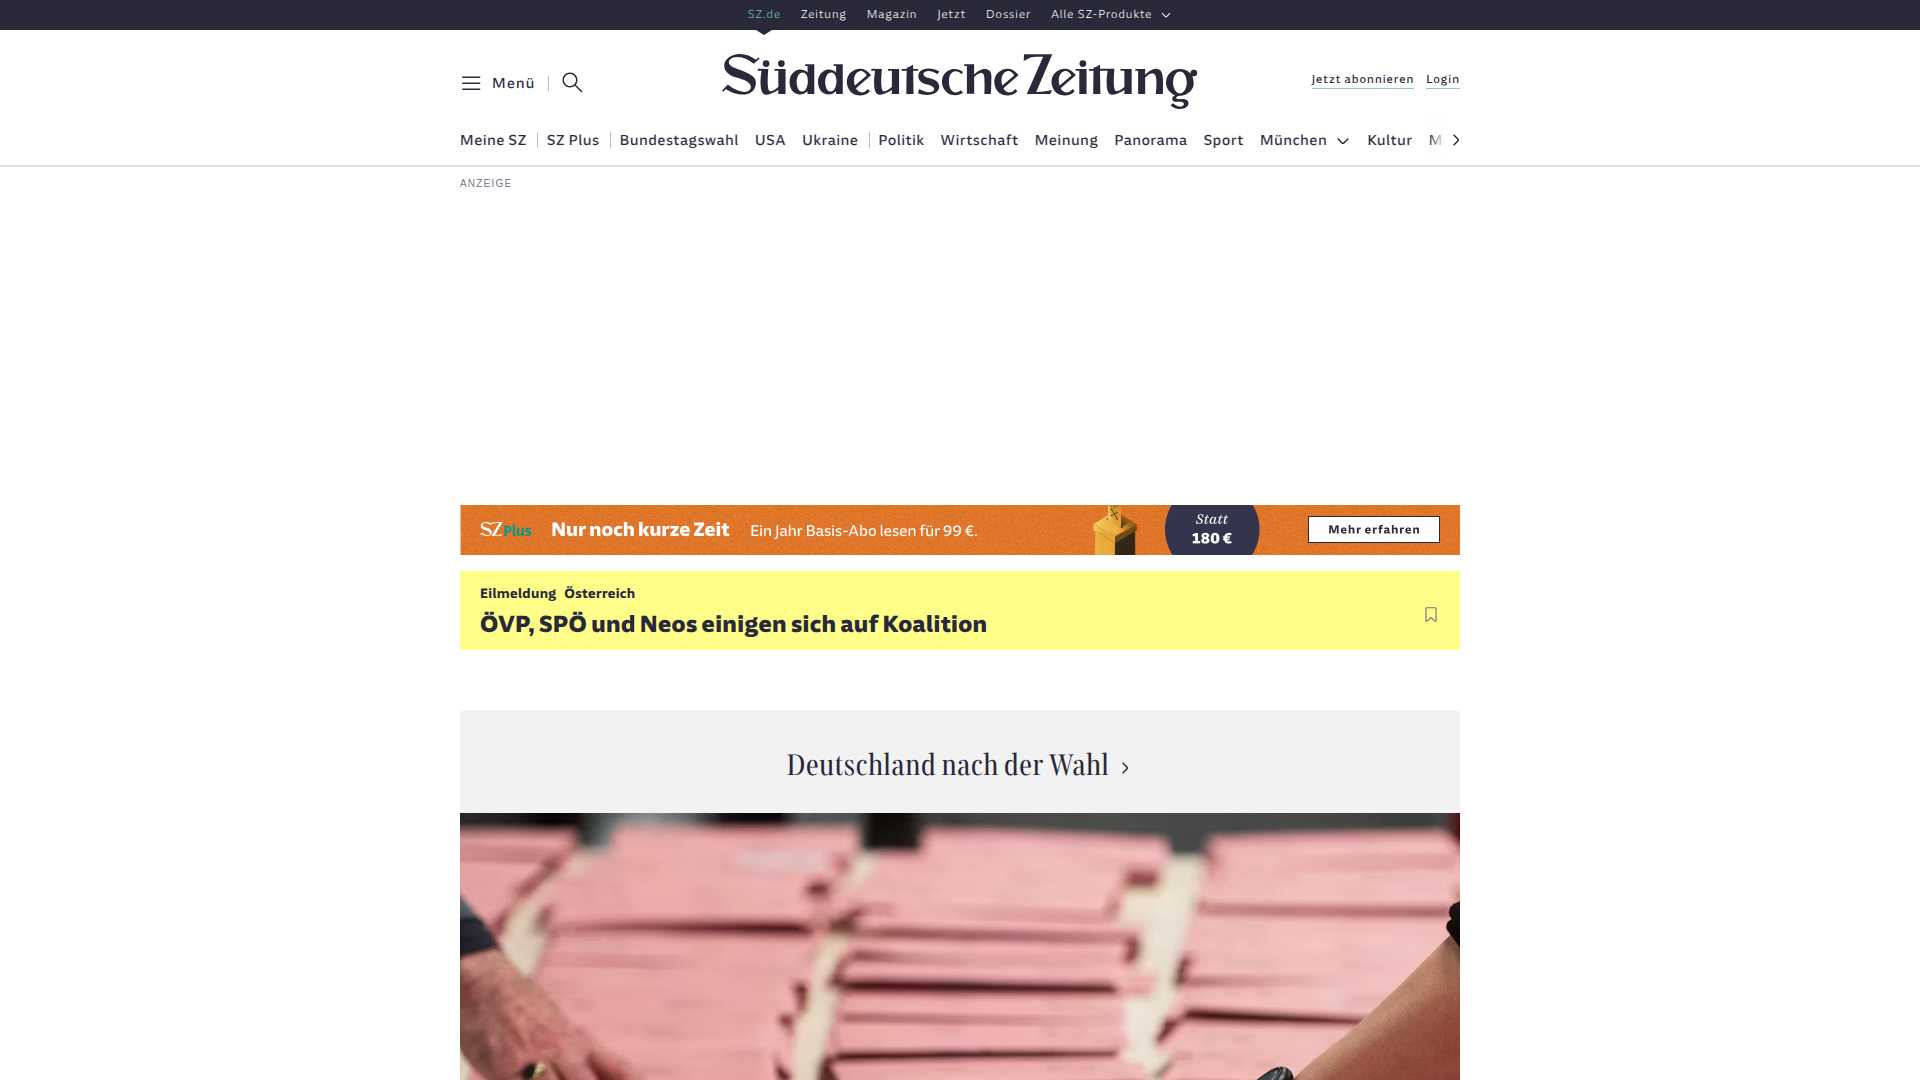 SZ.de Zeitung Magazin Jetzt Dossier Alle SZ-Produkte
Menü
Süddeutsche Zeitung
Jetzt abonnieren Login
Meine SZ SZ Plus Bundestagswahl USA Ukraine Politik Wirtschaft Meinung Panorama Sport München Kultur M
ANZEIGE
SZ Plus Nur noch kurze Zeit Ein Jahr Basis-Abo lesen für 99 €.
Statt
180 €
Mehr erfahren
Eilmeldung Österreich
ÖVP, SPÖ und Neos einigen sich auf Koalition
Deutschland nach der Wahl